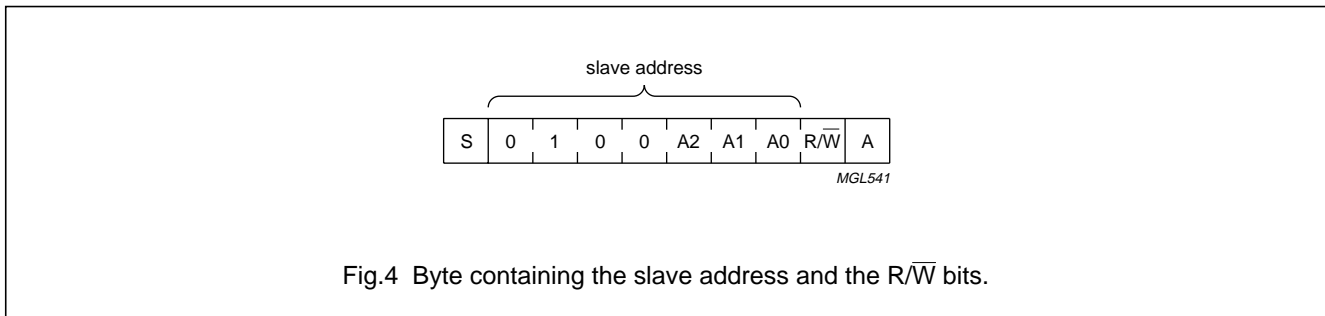 slave address
S 0 1 0 0 A2 A1 A0 R/W̅ A
MGL541
Fig.4 Byte containing the slave address and the R/W̅ bits.